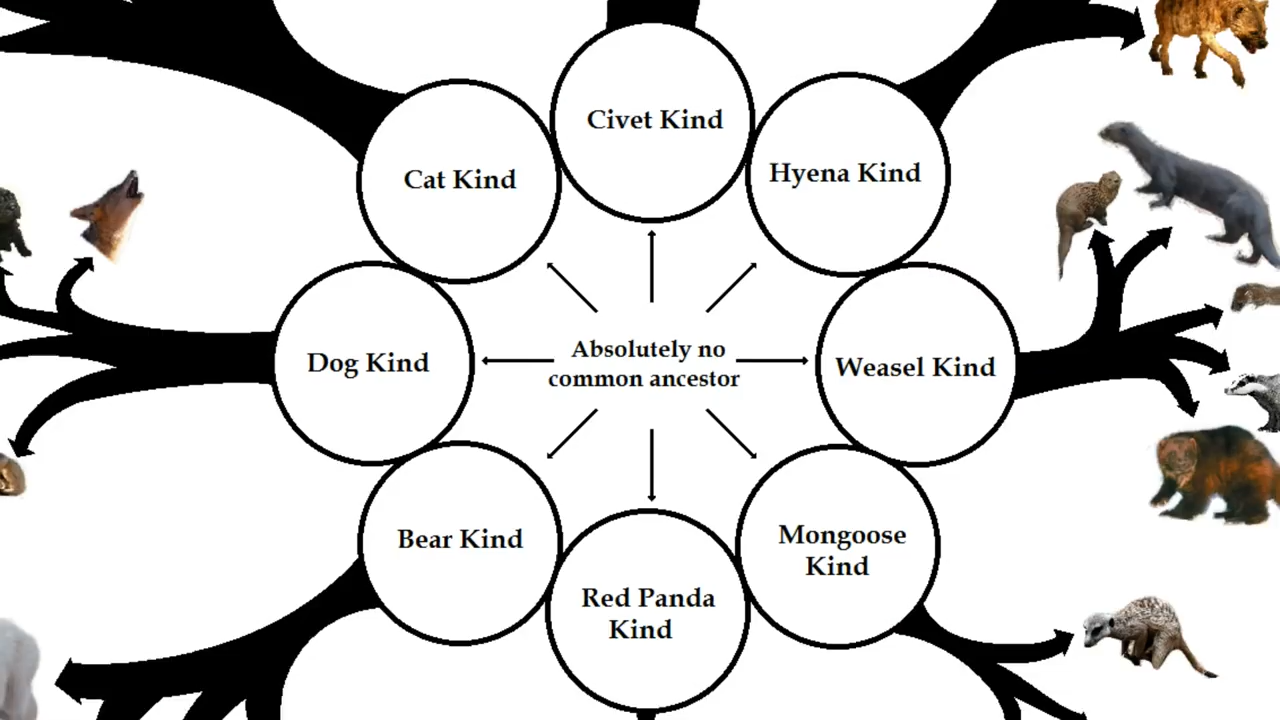 Civet Kind
Cat Kind
Hyena Kind
Absolutely no
common ancestor
Dog Kind
Weasel Kind
Bear Kind
Mongoose
Kind
Red Panda
Kind